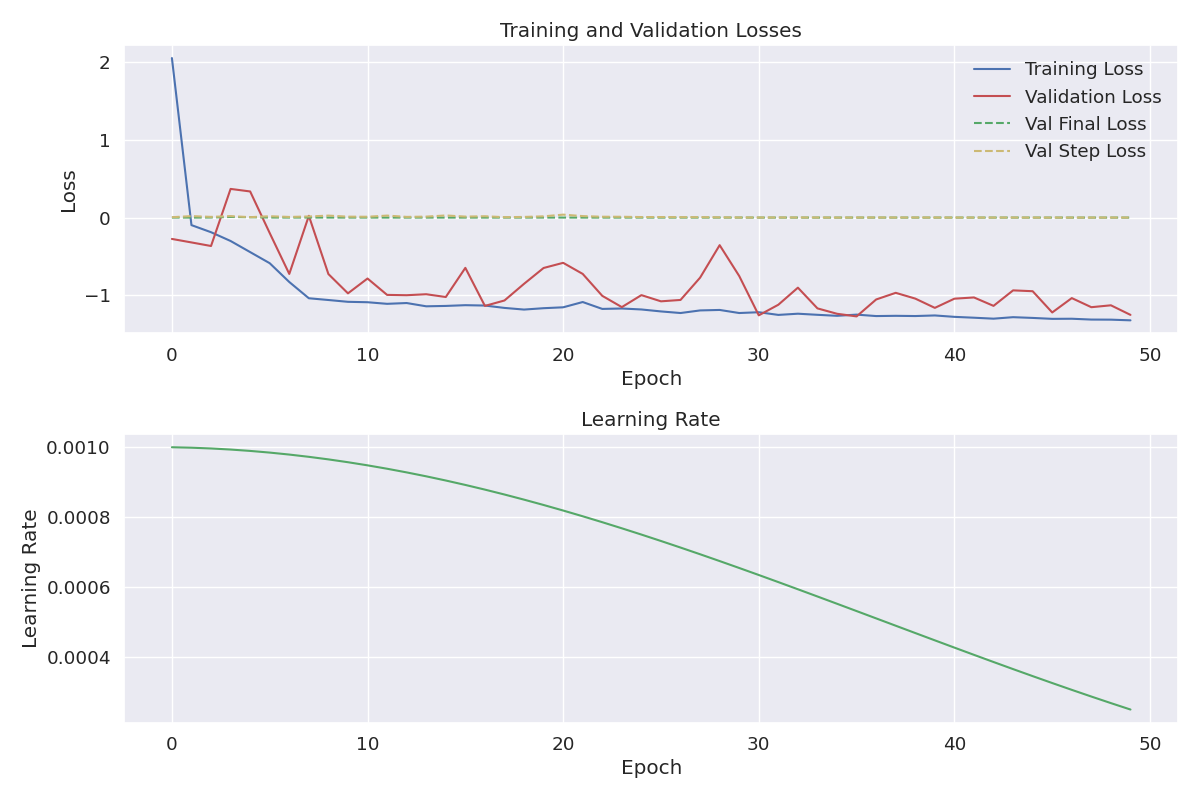 Training and Validation Losses
Loss
2
1
0
−1
Training Loss
Validation Loss
Val Final Loss
Val Step Loss
0 10 20 30 40 50
Epoch
Learning Rate
Learning Rate
0.0010
0.0008
0.0006
0.0004
0 10 20 30 40 50
Epoch